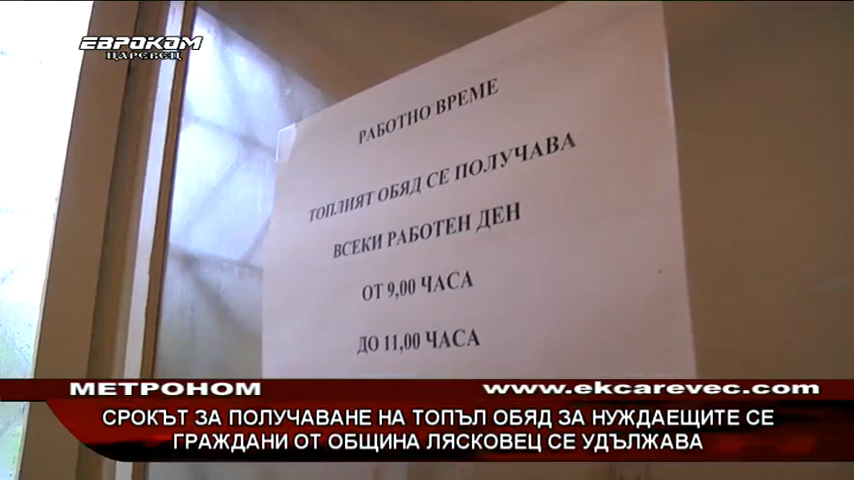 ЕВРОКОМ
ЦАРЕВЕЦ
РАБОТНО ВРЕМЕ
ТОПЛИЯТ ОБЯД СЕ ПОЛУЧАВА
ВСЕКИ РАБОТЕН ДЕН
ОТ 9,00 ЧАСА
ДО 11,00 ЧАСА
МЕТРОНОМ
www.ekcarevec.com
СРОКЪТ ЗА ПОЛУЧАВАНЕ НА ТОПЪЛ ОБЯД ЗА НУЖДАЕЩИТЕ СЕ
ГРАЖДАНИ ОТ ОБЩИНА ЛЯСКОВЕЦ СЕ УДЪЛЖАВА